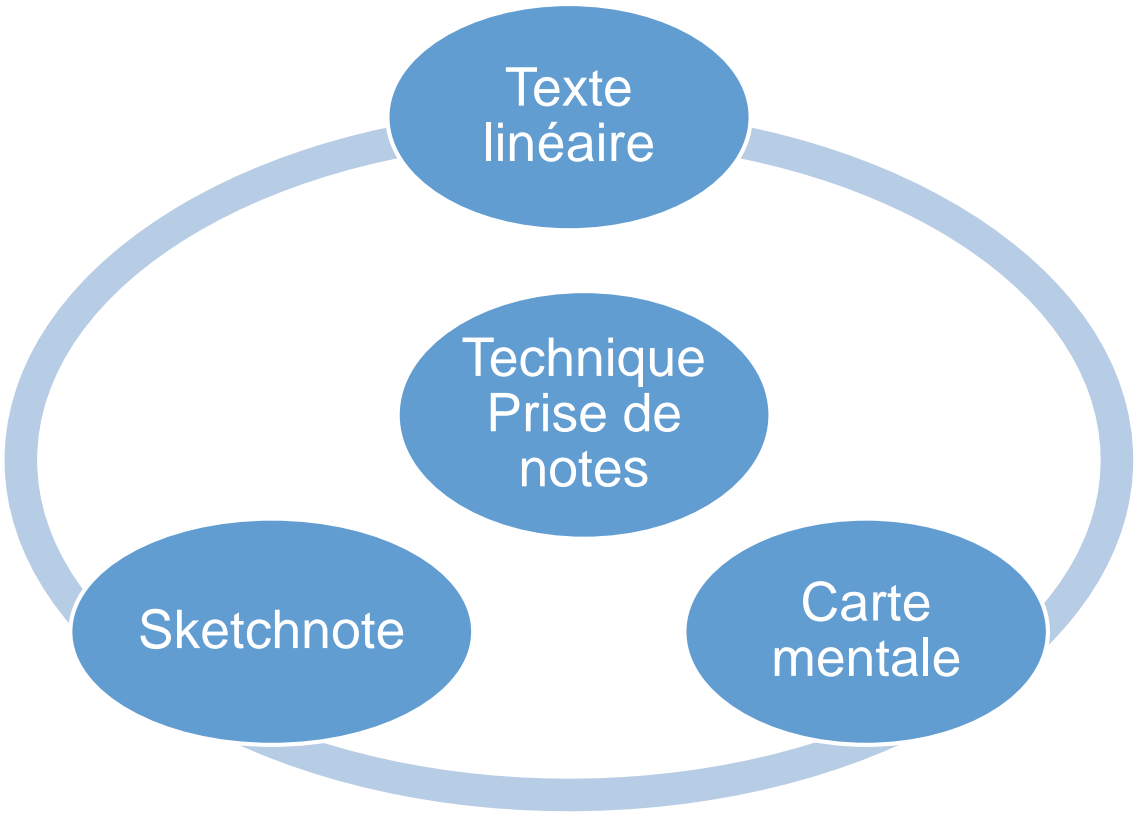 Texte
linéaire
Technique
Prise de
notes
Sketchnote
Carte
mentale